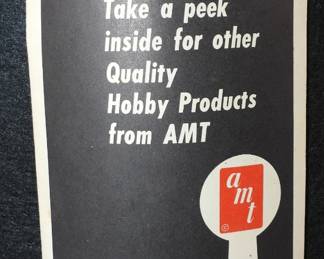 Take a peek
inside for other
Quality
Hobby Products
from AMT
amt
©